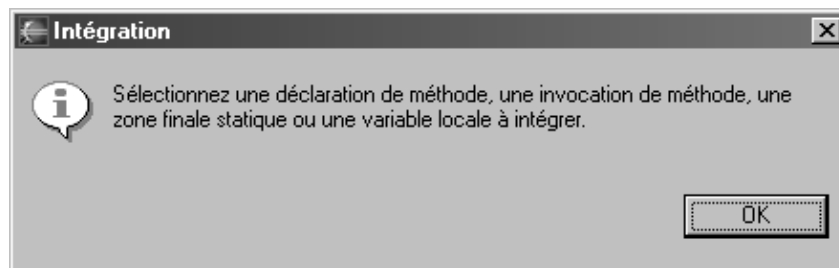 Intégration
Sélectionnez une déclaration de méthode, une invocation de méthode, une
zone finale statique ou une variable locale à intégrer.
OK